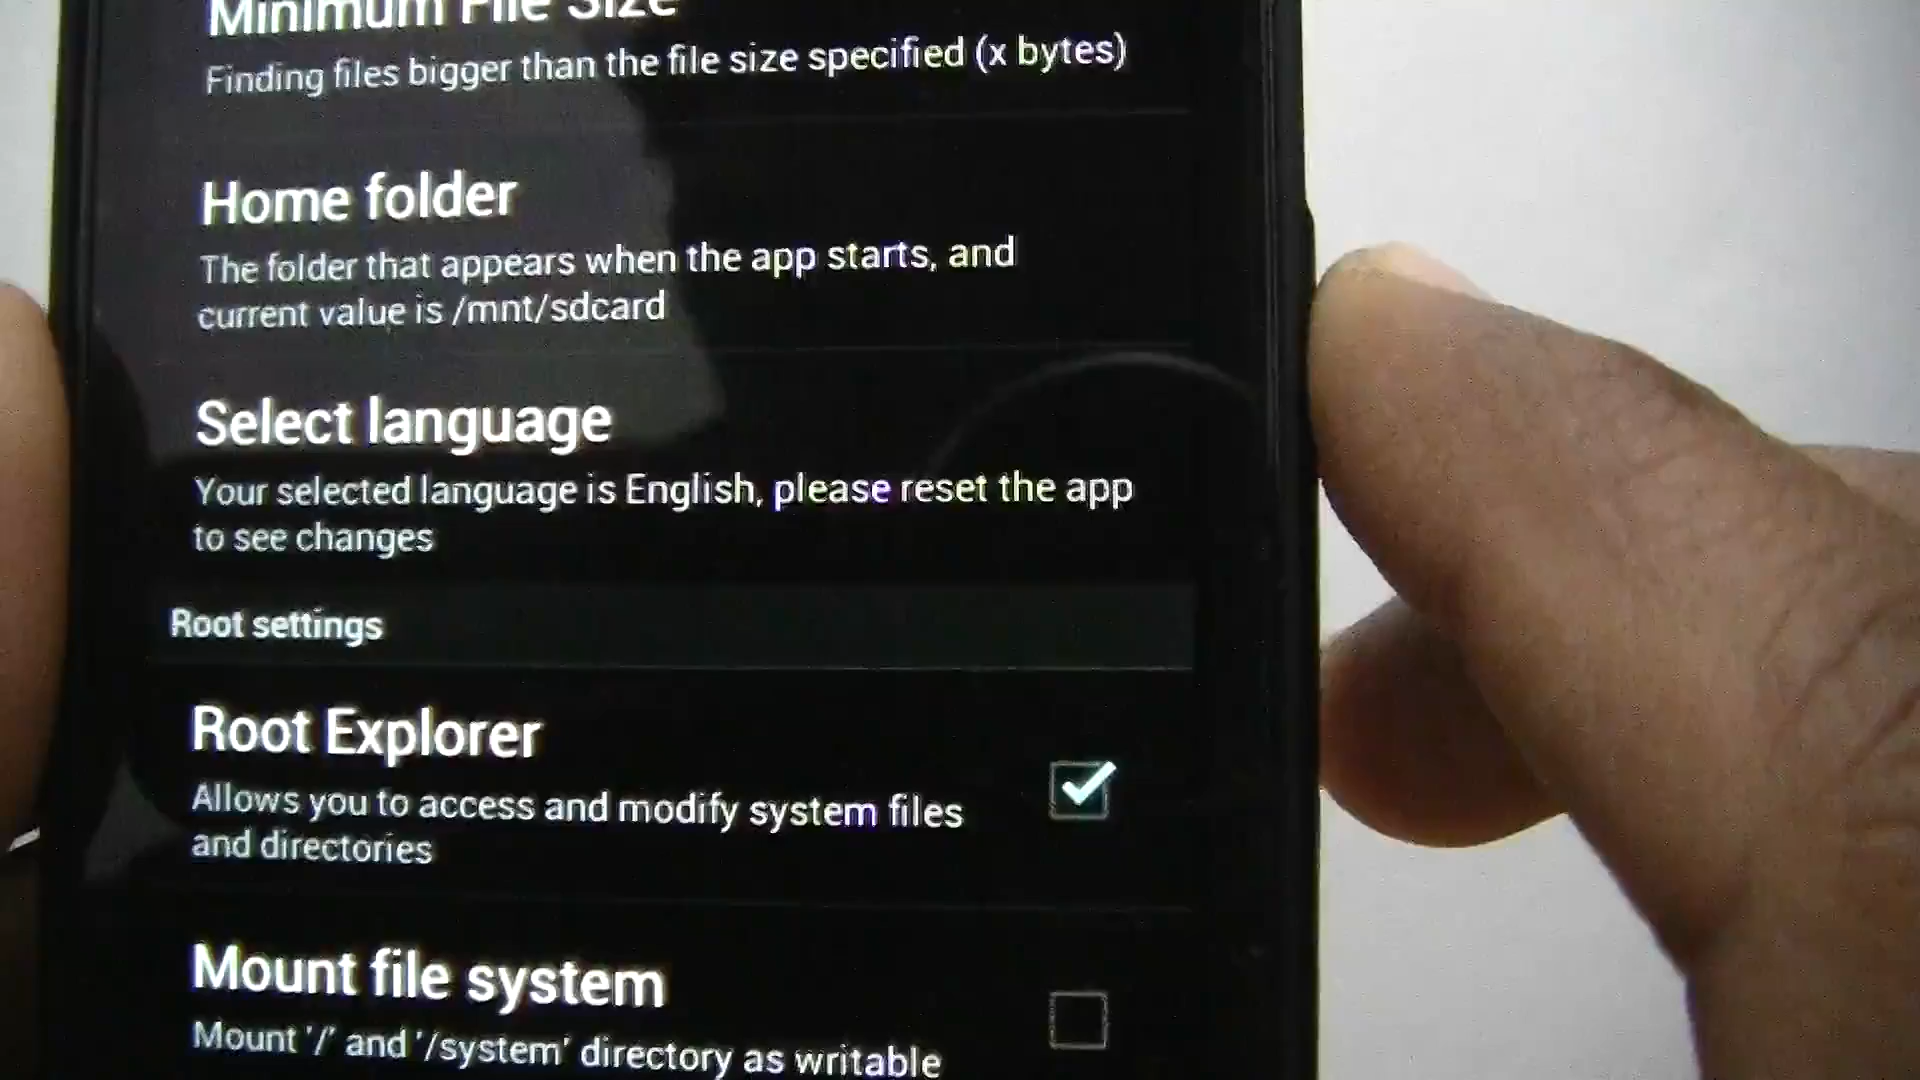 Minimum File Size
Finding files bigger than the file size specified (x bytes)
Home folder
The folder that appears when the app starts, and
current value is /mnt/sdcard
Select language
Your selected language is English, please reset the app
to see changes
Root settings
Root Explorer
Allows you to access and modify system files
and directories
Mount file system
Mount '/' and '/system' directory as writable